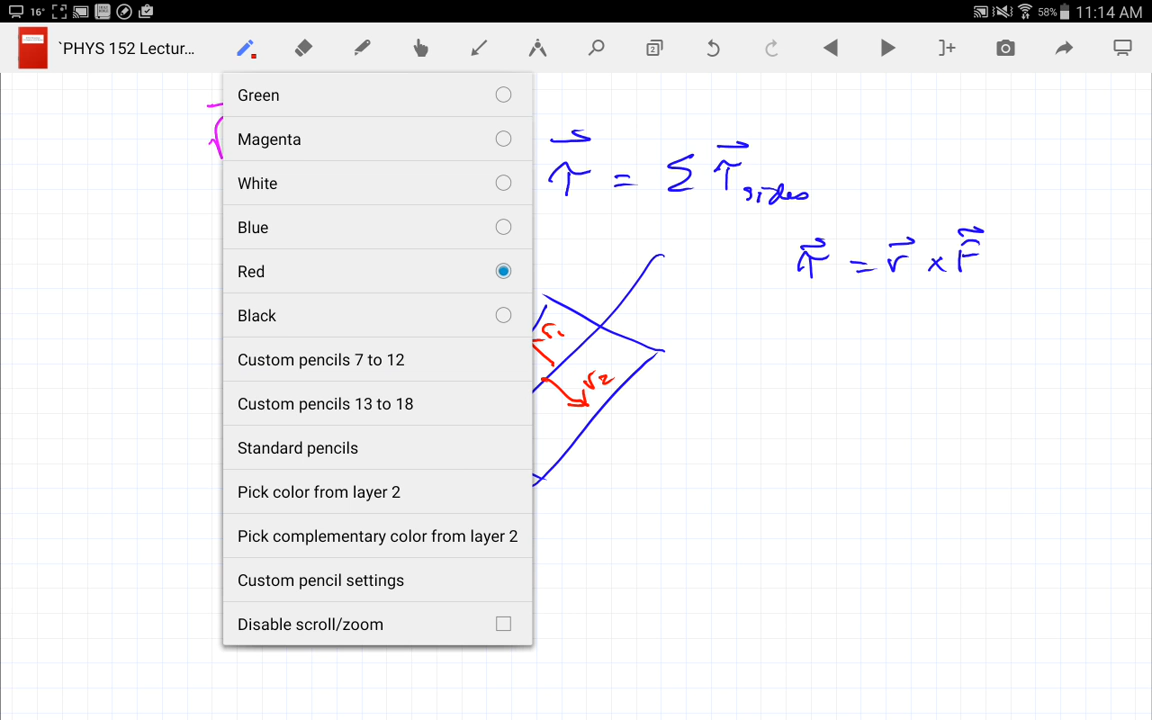 16° 58% 11:14 AM
`PHYS 152 Lectur... 2 ]+
Green
Magenta
White
Blue
Red
Black
Custom pencils 7 to 12
Custom pencils 13 to 18
Standard pencils
Pick color from layer 2
Pick complementary color from layer 2
Custom pencil settings
Disable scroll/zoom
τ⃗ = Σ τ⃗ sides
τ⃗ = r⃗ × F⃗
r1
r2